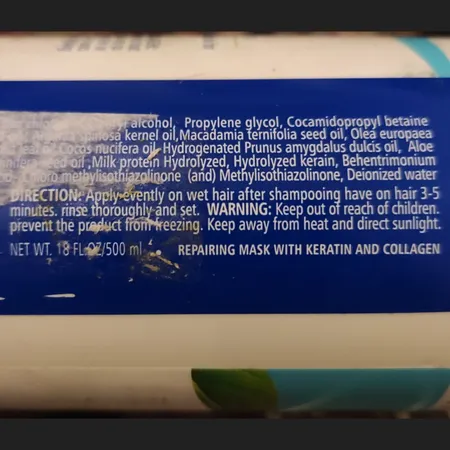 alcohol, Propylene glycol, Cocamidopropyl betaine
spinosa kernel oil,Macadamia ternifolia seed oil, Olea europaea
Cocos nucifera oil, Hydrogenated Prunus amygdalus dulcis oil, Aloe
oil ,Milk protein Hydrolyzed, Hydrolyzed kerain, Behentrimonium
Chloro methylisothiazolinone (and) Methylisothiazolinone, Deionized water
DIRECTION: Apply evently on wet hair after shampooing have on hair 3-5
minutes. rinse thoroughly and set. WARNING: Keep out of reach of children.
prevent the product from freezing. Keep away from heat and direct sunlight.
NET WT. 18 FL.OZ/500 ml REPAIRING MASK WITH KERATIN AND COLLAGEN